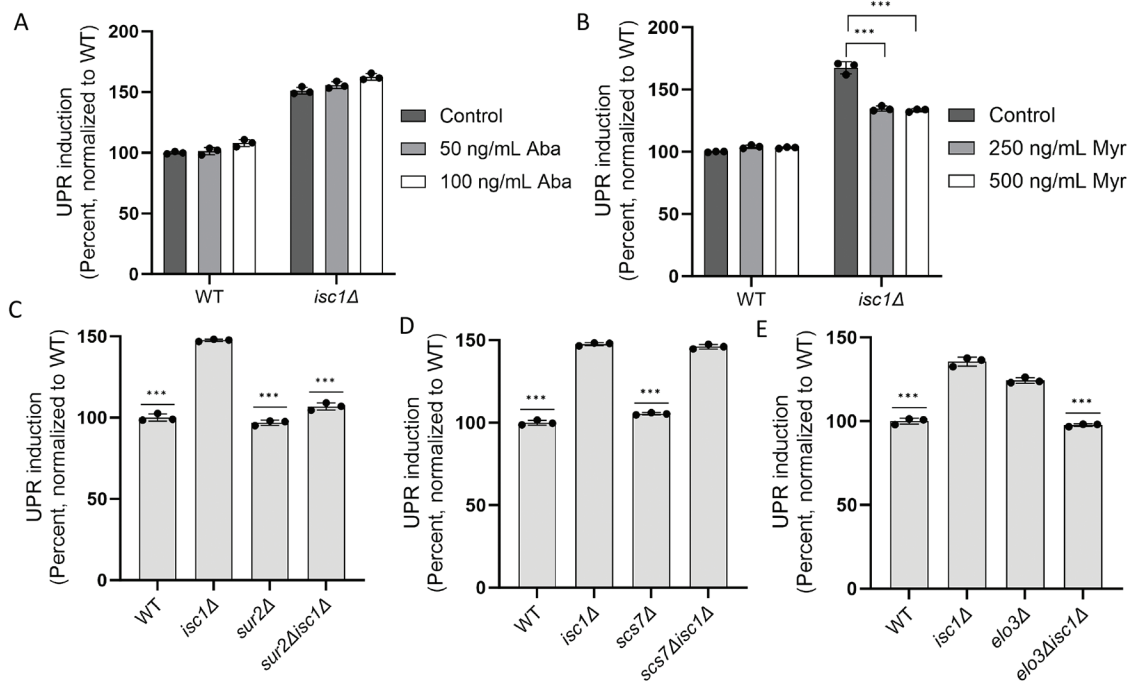 A
UPR induction
(Percent, normalized to WT)
200
150
100
50
0
WT
isc1Δ
Control
50 ng/mL Aba
100 ng/mL Aba
B
UPR induction
(Percent, normalized to WT)
200
150
100
50
0
***
***
WT
isc1Δ
Control
250 ng/mL Myr
500 ng/mL Myr
C
UPR induction
(Percent, normalized to WT)
150
100
50
0
***
***
***
WT
isc1Δ
sur2Δ
sur2Δisc1Δ
D
UPR induction
(Percent, normalized to WT)
150
100
50
0
***
***
WT
isc1Δ
scs7Δ
scs7Δisc1Δ
E
UPR induction
(Percent, normalized to WT)
150
100
50
0
***
***
WT
isc1Δ
elo3Δ
elo3Δisc1Δ